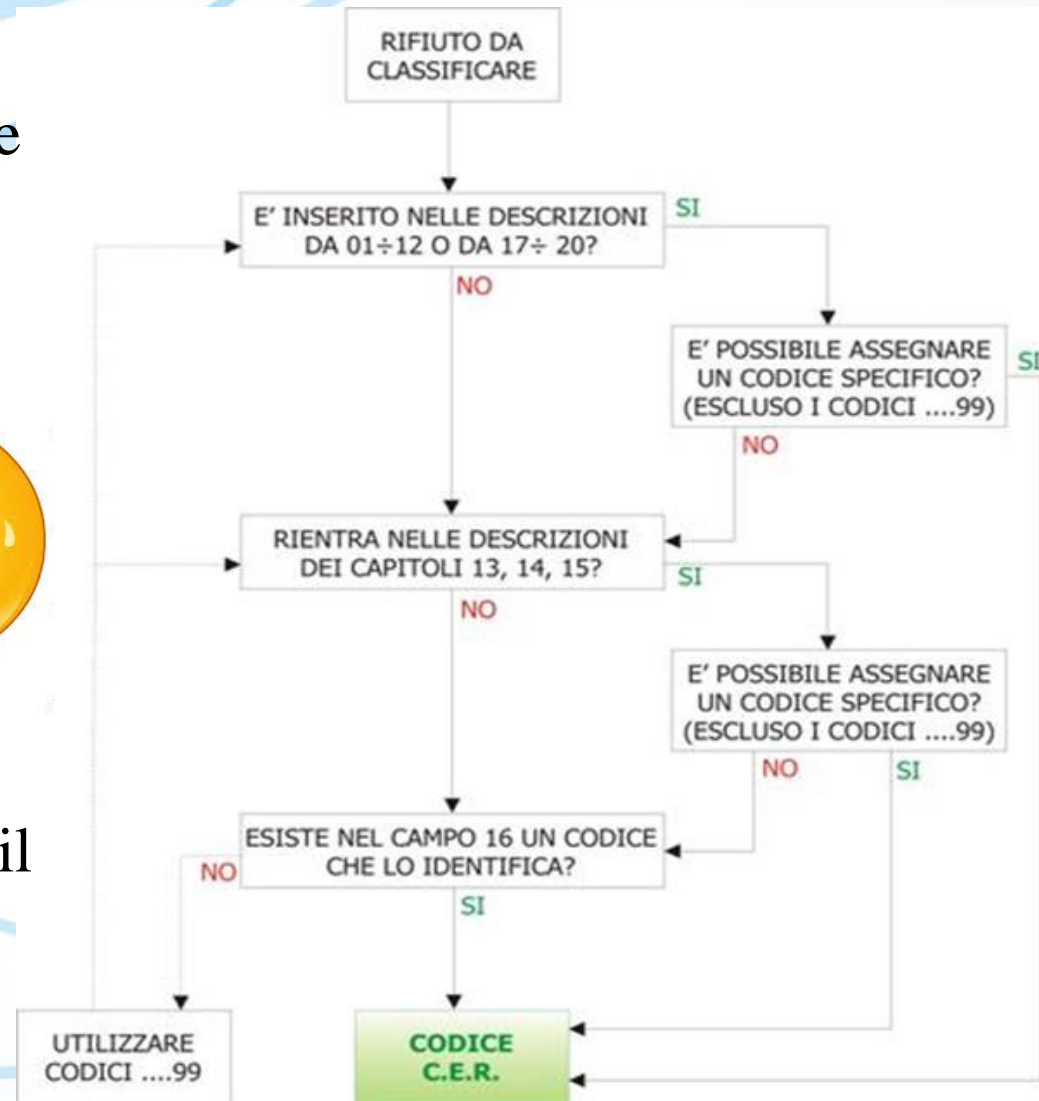 RIFIUTO DA
CLASSIFICARE
e
E' INSERITO NELLE DESCRIZIONI
DA 01÷12 O DA 17÷ 20?
SI
NO
E' POSSIBILE ASSEGNARE
UN CODICE SPECIFICO?
(ESCLUSO I CODICI ....99)
SI
NO
RIENTRA NELLE DESCRIZIONI
DEI CAPITOLI 13, 14, 15?
SI
NO
E' POSSIBILE ASSEGNARE
UN CODICE SPECIFICO?
(ESCLUSO I CODICI ....99)
NO
SI
il
ESISTE NEL CAMPO 16 UN CODICE
CHE LO IDENTIFICA?
NO
SI
UTILIZZARE
CODICI ....99
CODICE
C.E.R.